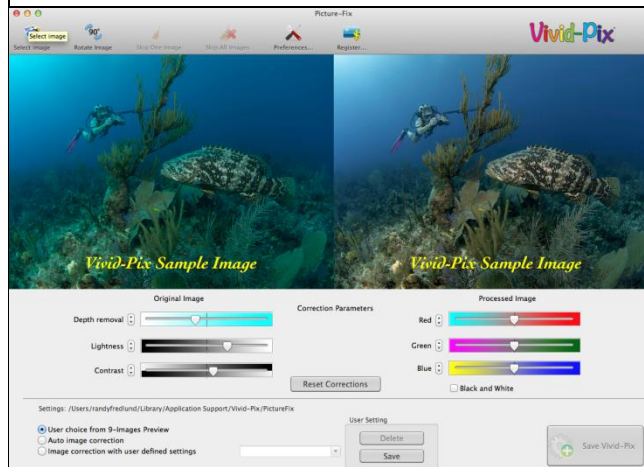 Picture-Fix
Select image
Select image
Rotate Image
Skip One Image
Skip All Images
Preferences...
Register...
Vivid-Pix
90°
Vivid-Pix Sample Image
Vivid-Pix Sample Image
Original Image
Correction Parameters
Processed Image
Depth removal
Lightness
Contrast
Red
Green
Blue
Reset Corrections
Black and White
Settings: /Users/randyfredlund/Library/Application Support/Vivid-Pix/PictureFix
User choice from 9-Images Preview
Auto image correction
Image correction with user defined settings
User Setting
Delete
Save
Save Vivid-Pix